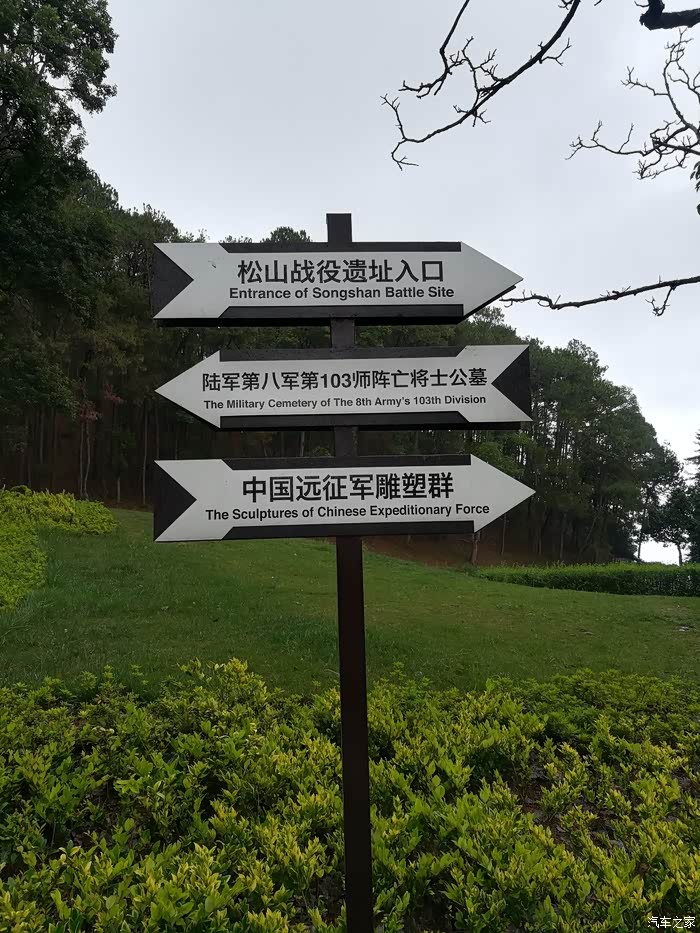 松山战役遗址入口
Entrance of Songshan Battle Site
陆军第八军第103师阵亡将士公墓
The Military Cemetery of The 8th Army's 103th Division
中国远征军雕塑群
The Sculptures of Chinese Expeditionary Force
汽车之家